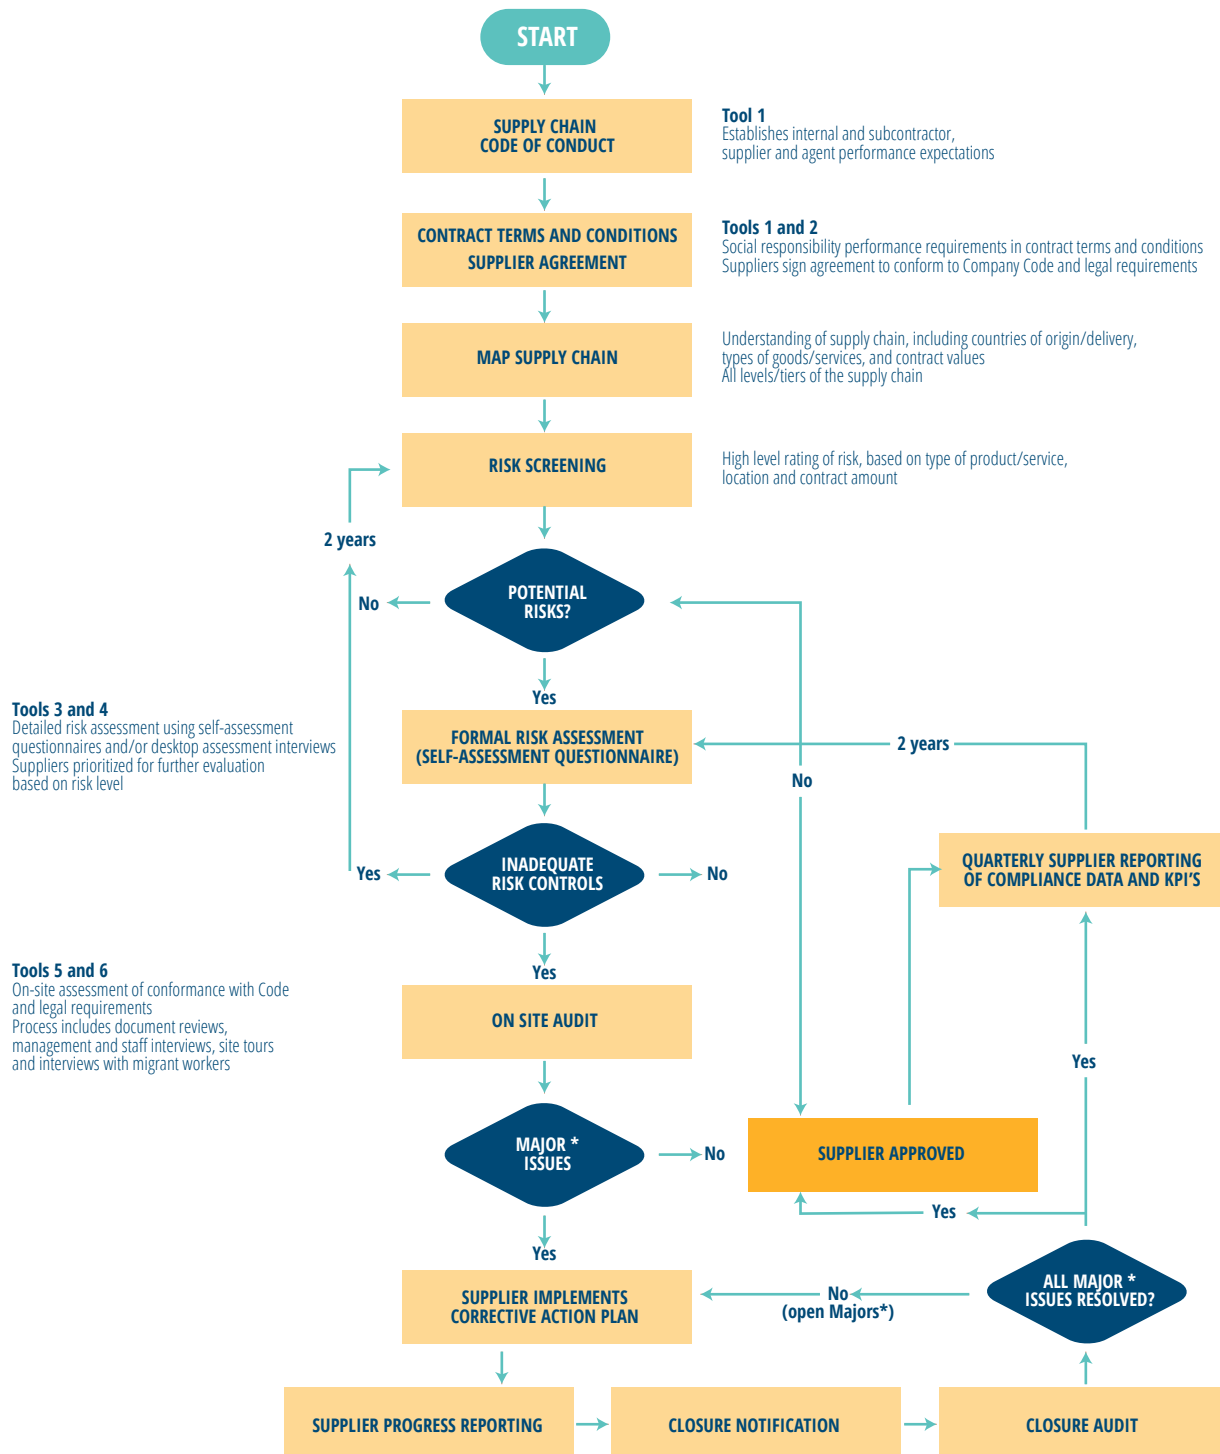 START
SUPPLY CHAIN
CODE OF CONDUCT
Tool 1
Establishes internal and subcontractor,
supplier and agent performance expectations
CONTRACT TERMS AND CONDITIONS
SUPPLIER AGREEMENT
Tools 1 and 2
Social responsibility performance requirements in contract terms and conditions
Suppliers sign agreement to conform to Company Code and legal requirements
MAP SUPPLY CHAIN
Understanding of supply chain, including countries of origin/delivery,
types of goods/services, and contract values
All levels/tiers of the supply chain
RISK SCREENING
High level rating of risk, based on type of product/service,
location and contract amount
2 years
POTENTIAL
RISKS?
No
Yes
Tools 3 and 4
Detailed risk assessment using self-assessment
questionnaires and/or desktop assessment interviews
Suppliers prioritized for further evaluation
based on risk level
FORMAL RISK ASSESSMENT
(SELF-ASSESSMENT QUESTIONNAIRE)
2 years
No
INADEQUATE
RISK CONTROLS
Yes
No
QUARTERLY SUPPLIER REPORTING
OF COMPLIANCE DATA AND KPI'S
Yes
Tools 5 and 6
On-site assessment of conformance with Code
and legal requirements
Process includes document reviews,
management and staff interviews, site tours
and interviews with migrant workers
ON SITE AUDIT
Yes
MAJOR *
ISSUES
No
SUPPLIER APPROVED
Yes
Yes
ALL MAJOR *
ISSUES RESOLVED?
No
(open Majors*)
SUPPLIER IMPLEMENTS
CORRECTIVE ACTION PLAN
SUPPLIER PROGRESS REPORTING
CLOSURE NOTIFICATION
CLOSURE AUDIT